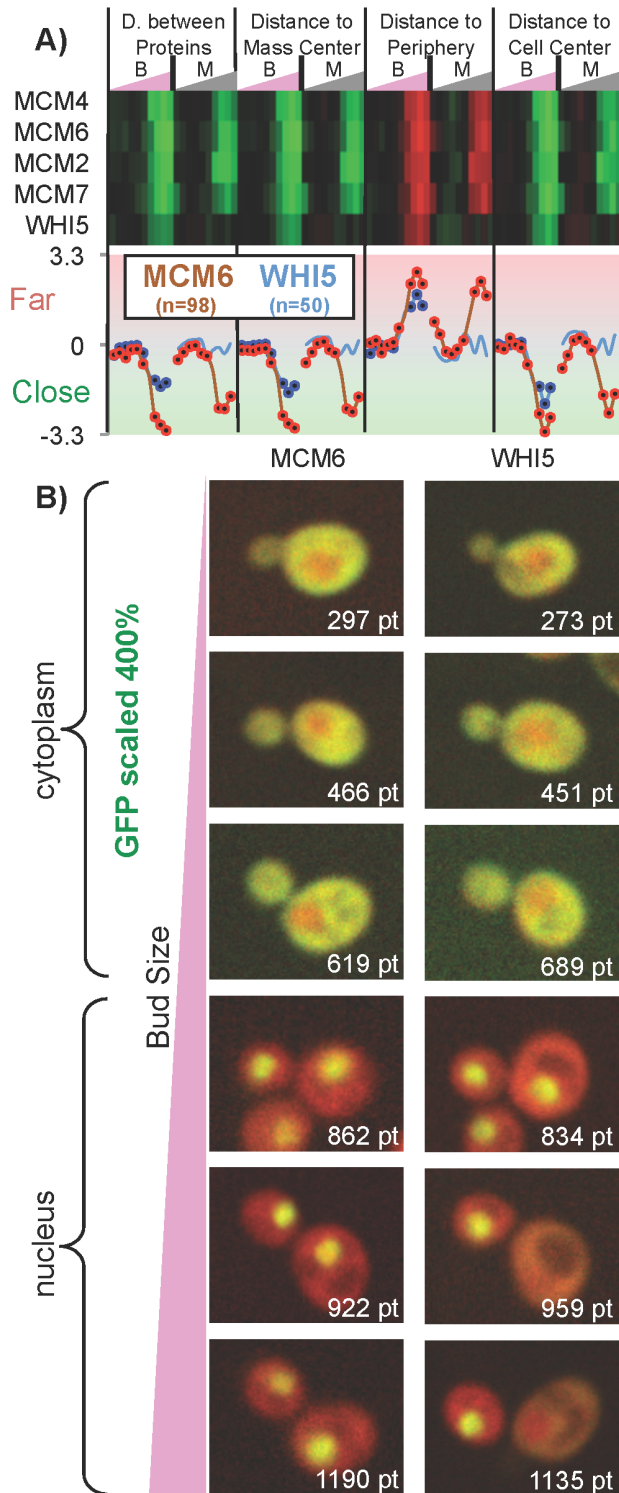 A)
D. between Proteins
Distance to Mass Center
Distance to Periphery
Distance to Cell Center
B M B M B M B M
MCM4
MCM6
MCM2
MCM7
WHI5
3.3
Far
0
Close
-3.3
MCM6 WHI5
(n=98) (n=50)
MCM6 WHI5
B)
cytoplasm
GFP scaled 400%
Bud Size
nucleus
297 pt 273 pt
466 pt 451 pt
619 pt 689 pt
862 pt 834 pt
922 pt 959 pt
1190 pt 1135 pt